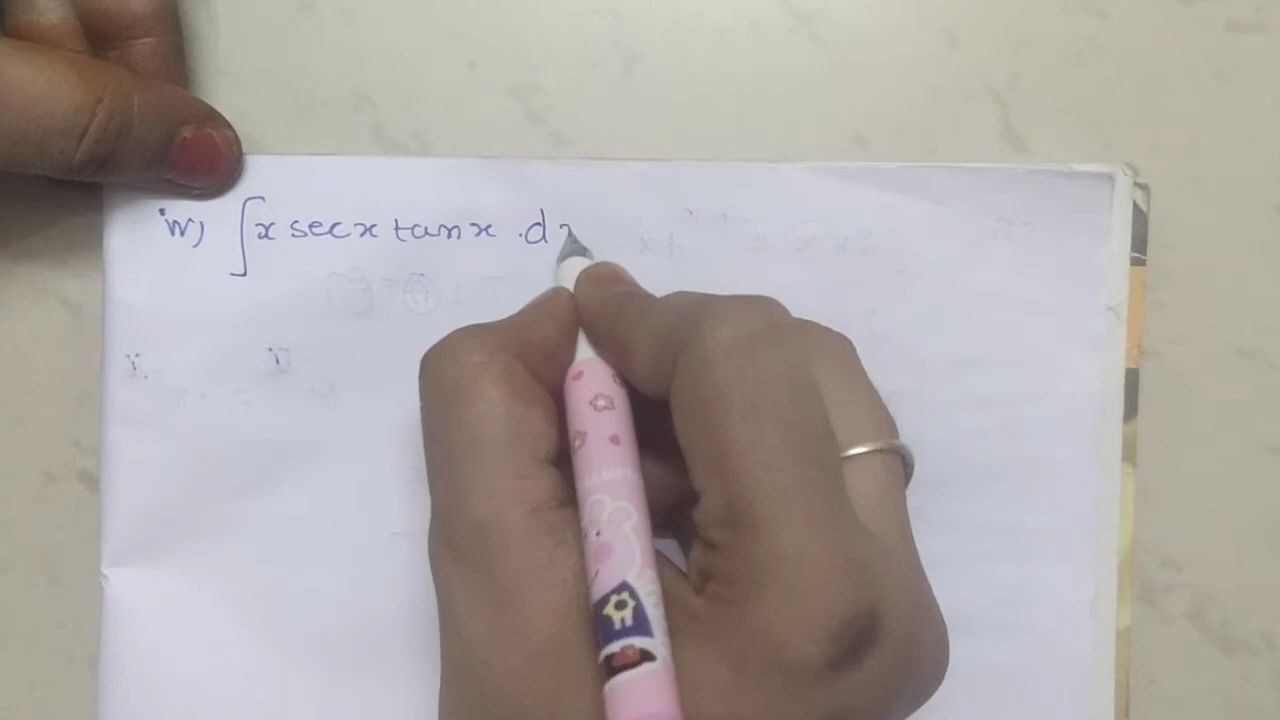 iv) ∫x secx tanx .dx